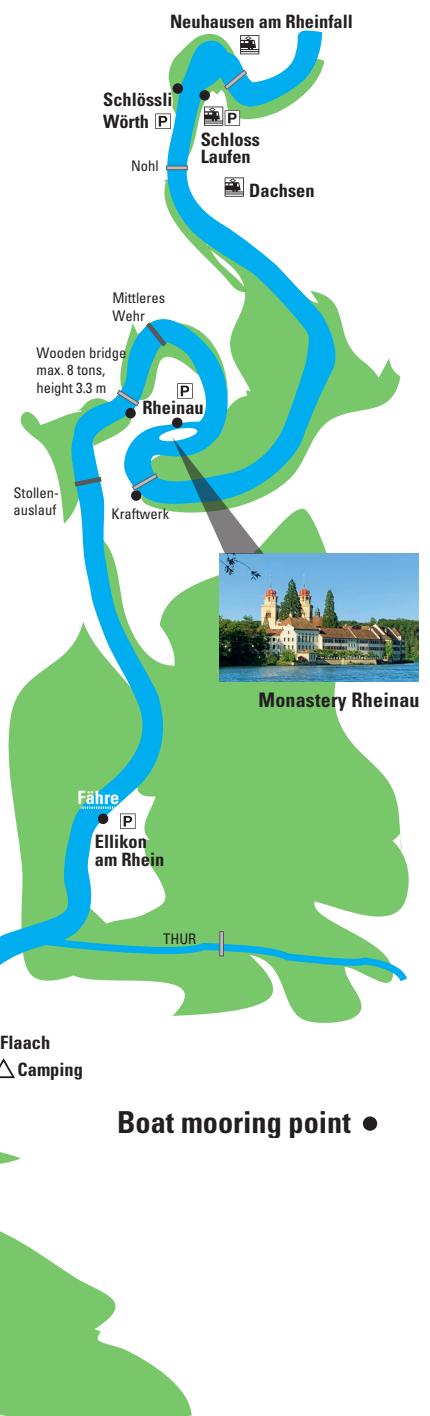 Neuhausen am Rheinfall
Schlössli
Wörth P
P
Schloss
Laufen
Nohl
Dachsen
Mittleres
Wehr
Wooden bridge
max. 8 tons,
height 3.3 m
P
Rheinau
Stollen-
auslauf
Kraftwerk
Monastery Rheinau
Fähre
P
Ellikon
am Rhein
THUR
Flaach
Camping
Boat mooring point